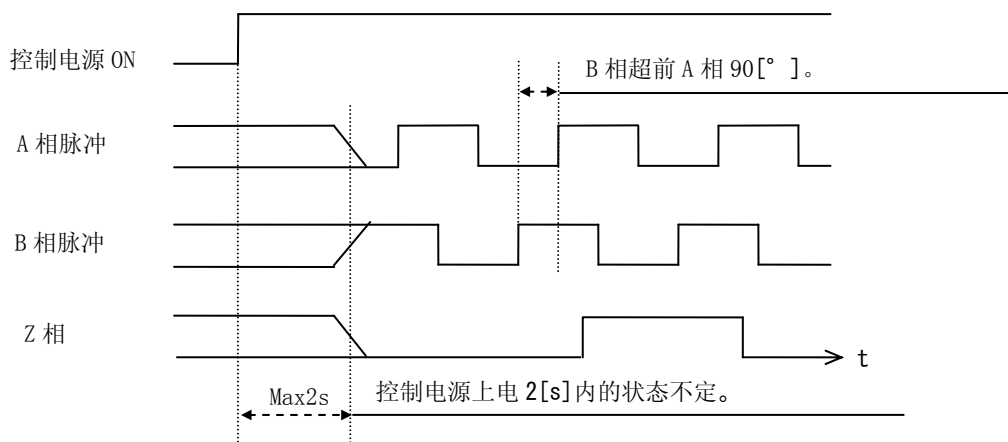 控制电源 ON
B 相超前 A 相 90[° ]。
A 相脉冲
B 相脉冲
Z 相
t
Max2s
控制电源上电 2[s]内的状态不定。